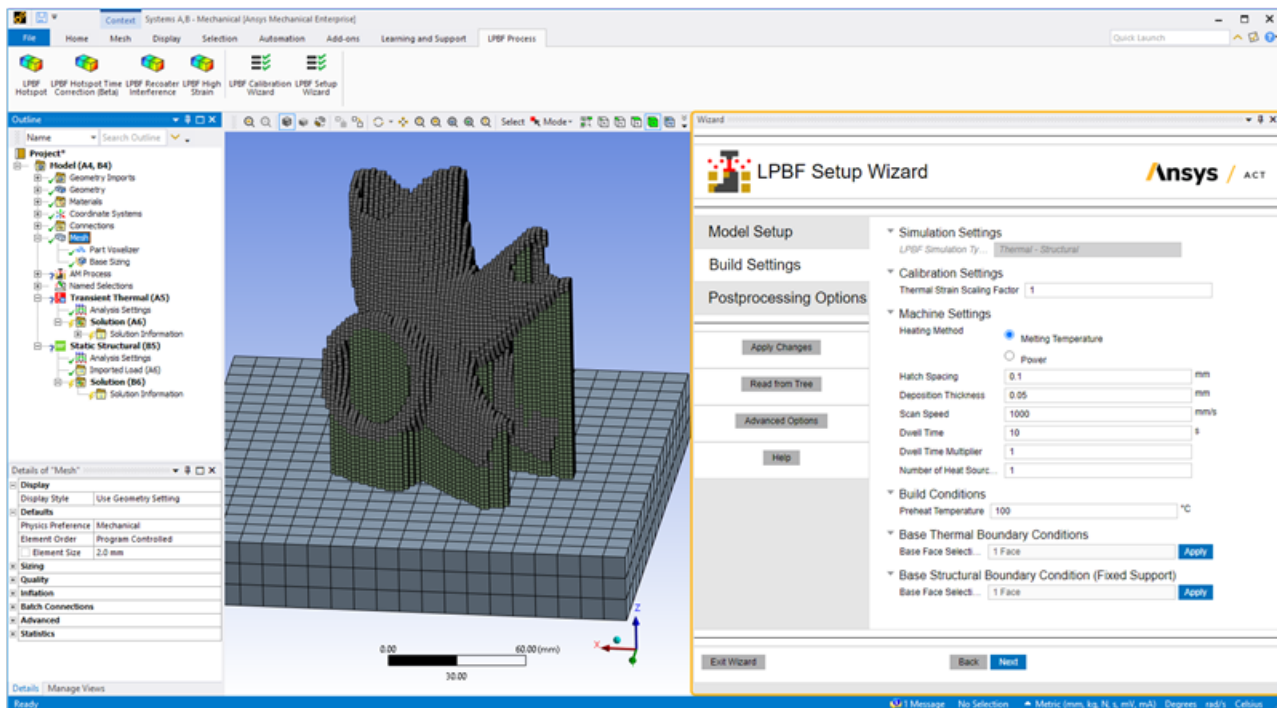 Context
Systems A,B - Mechanical [Ansys Mechanical Enterprise]
File Home Mesh Display Selection Automation Add-ons Learning and Support LPBF Process
Quick Launch
LPBF Hotspot
LPBF Hotspot Time Correction (Beta)
LPBF Recoater Interference
LPBF High Strain
LPBF Calibration Wizard
LPBF Setup Wizard
Outline
Name
Search Outline
Project*
Model (A4, B4)
Geometry Imports
Geometry
Materials
Coordinate Systems
Connections
Mesh
Part Voxelizer
Base Sizing
AM Process
Named Selections
Transient Thermal (A5)
Analysis Settings
Solution (A6)
Solution Information
Static Structural (B5)
Analysis Settings
Imported Load (A6)
Solution (B6)
Solution Information
Details of "Mesh"
Display
Display Style Use Geometry Setting
Defaults
Physics Preference Mechanical
Element Order Program Controlled
Element Size 2.0 mm
Sizing
Quality
Inflation
Batch Connections
Advanced
Statistics
Details Manage Views
Select Mode
Z
X
0.00 60.00 (mm)
30.00
Wizard
LPBF Setup Wizard
Ansys / ACT
Model Setup
Build Settings
Postprocessing Options
Apply Changes
Read from Tree
Advanced Options
Help
Simulation Settings
LPBF Simulation Ty... Thermal - Structural
Calibration Settings
Thermal Strain Scaling Factor 1
Machine Settings
Heating Method Melting Temperature
Power
Hatch Spacing 0.1 mm
Deposition Thickness 0.05 mm
Scan Speed 1000 mm/s
Dwell Time 10 s
Dwell Time Multiplier 1
Number of Heat Sourc... 1
Build Conditions
Preheat Temperature 100 °C
Base Thermal Boundary Conditions
Base Face Selecti... 1 Face Apply
Base Structural Boundary Condition (Fixed Support)
Base Face Selecti... 1 Face Apply
Exit Wizard Back Next
Ready
1 Message No Selection Metric (mm, kg, N, s, mV, mA) Degrees rad/s Celsius